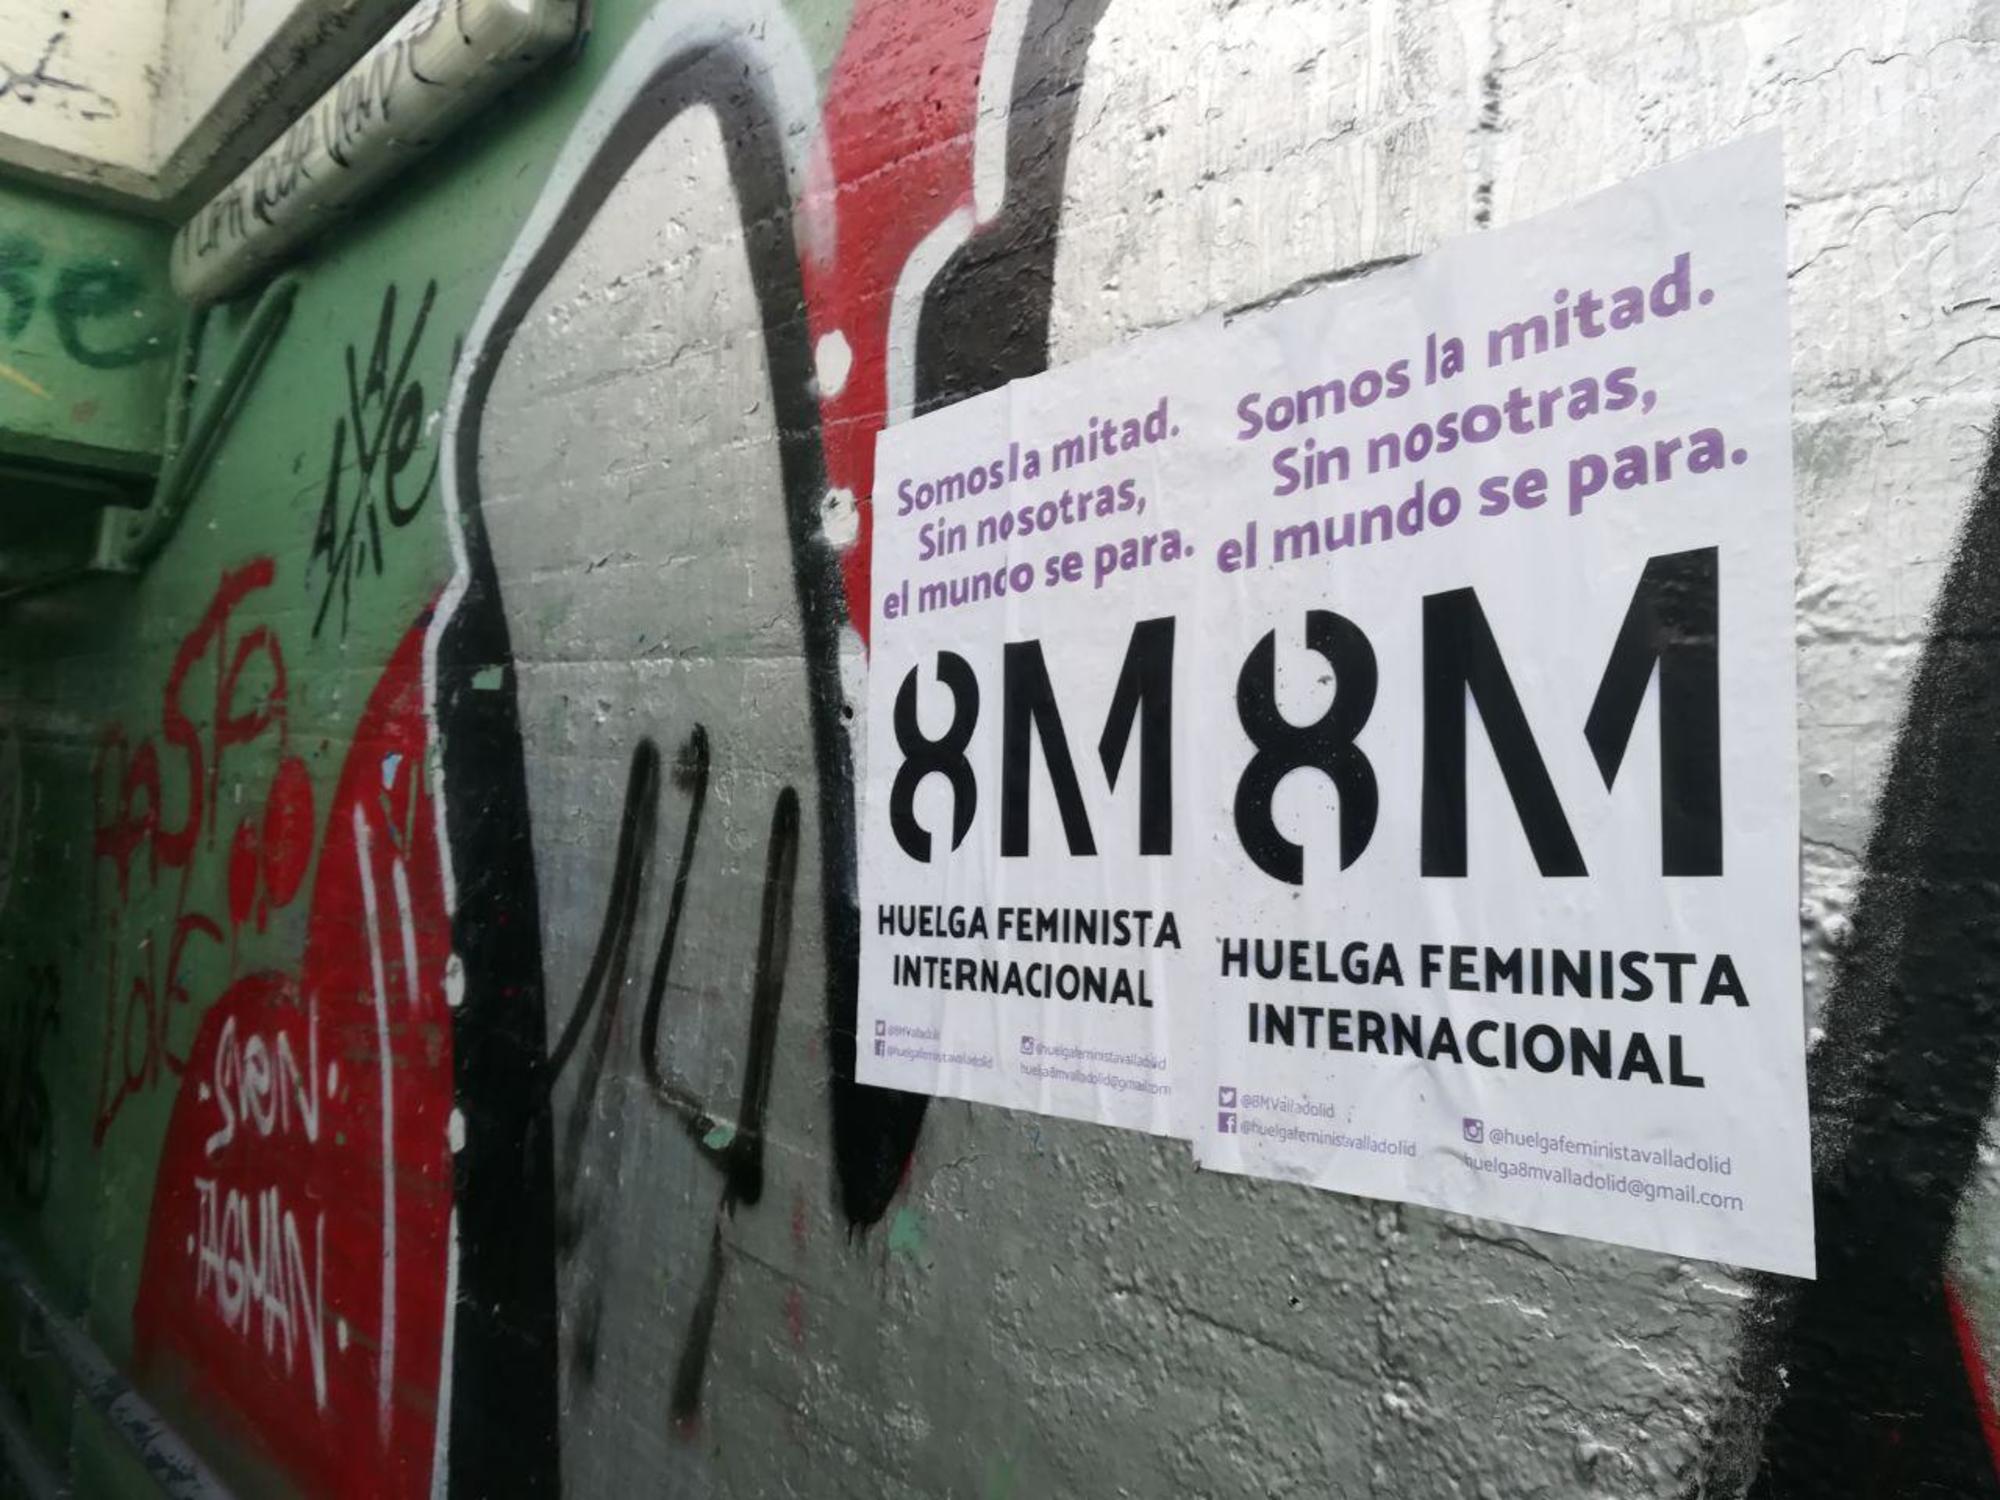 Somos la mitad.
Sin nosotras,
el mundo se para.
8M
HUELGA FEMINISTA
INTERNACIONAL
@8MValladolid
@huelgafeministavalladolid
@huelgafeministavalladolid
huelga8mvalladolid@gmail.com
Somos la mitad.
Sin nosotras,
el mundo se para.
8M
HUELGA FEMINISTA
INTERNACIONAL
@8MValladolid
@huelgafeministavalladolid
@huelgafeministavalladolid
huelga8mvalladolid@gmail.com
TAGMAN